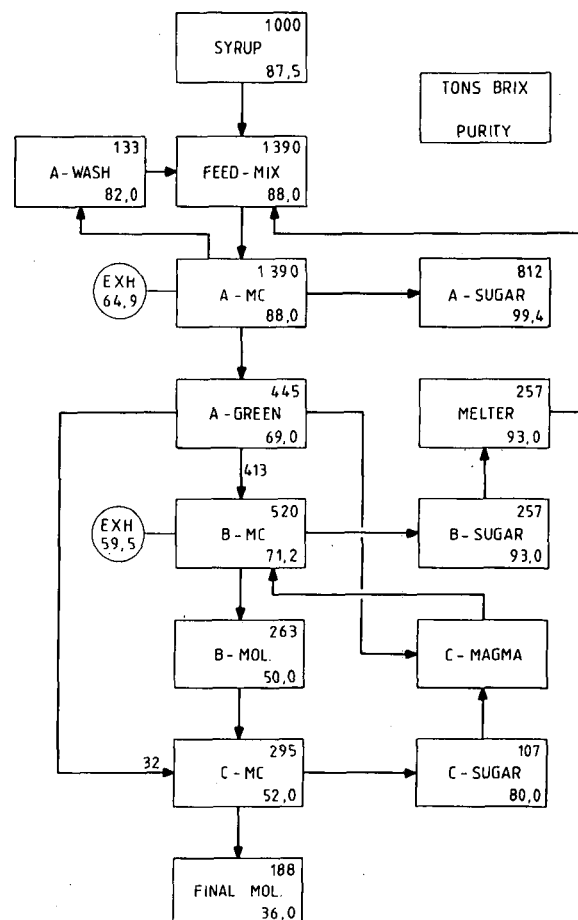 1000
SYRUP
87,5
TONS BRIX
PURITY
133
A-WASH
82,0
1390
FEED-MIX
88,0
EXH
64,9
1390
A-MC
88,0
812
A-SUGAR
99,4
445
A-GREEN
69,0
257
MELTER
93,0
413
EXH
59,5
520
B-MC
71,2
257
B-SUGAR
93,0
263
B-MOL.
50,0
C-MAGMA
32
295
C-MC
52,0
107
C-SUGAR
80,0
188
FINAL MOL.
36,0